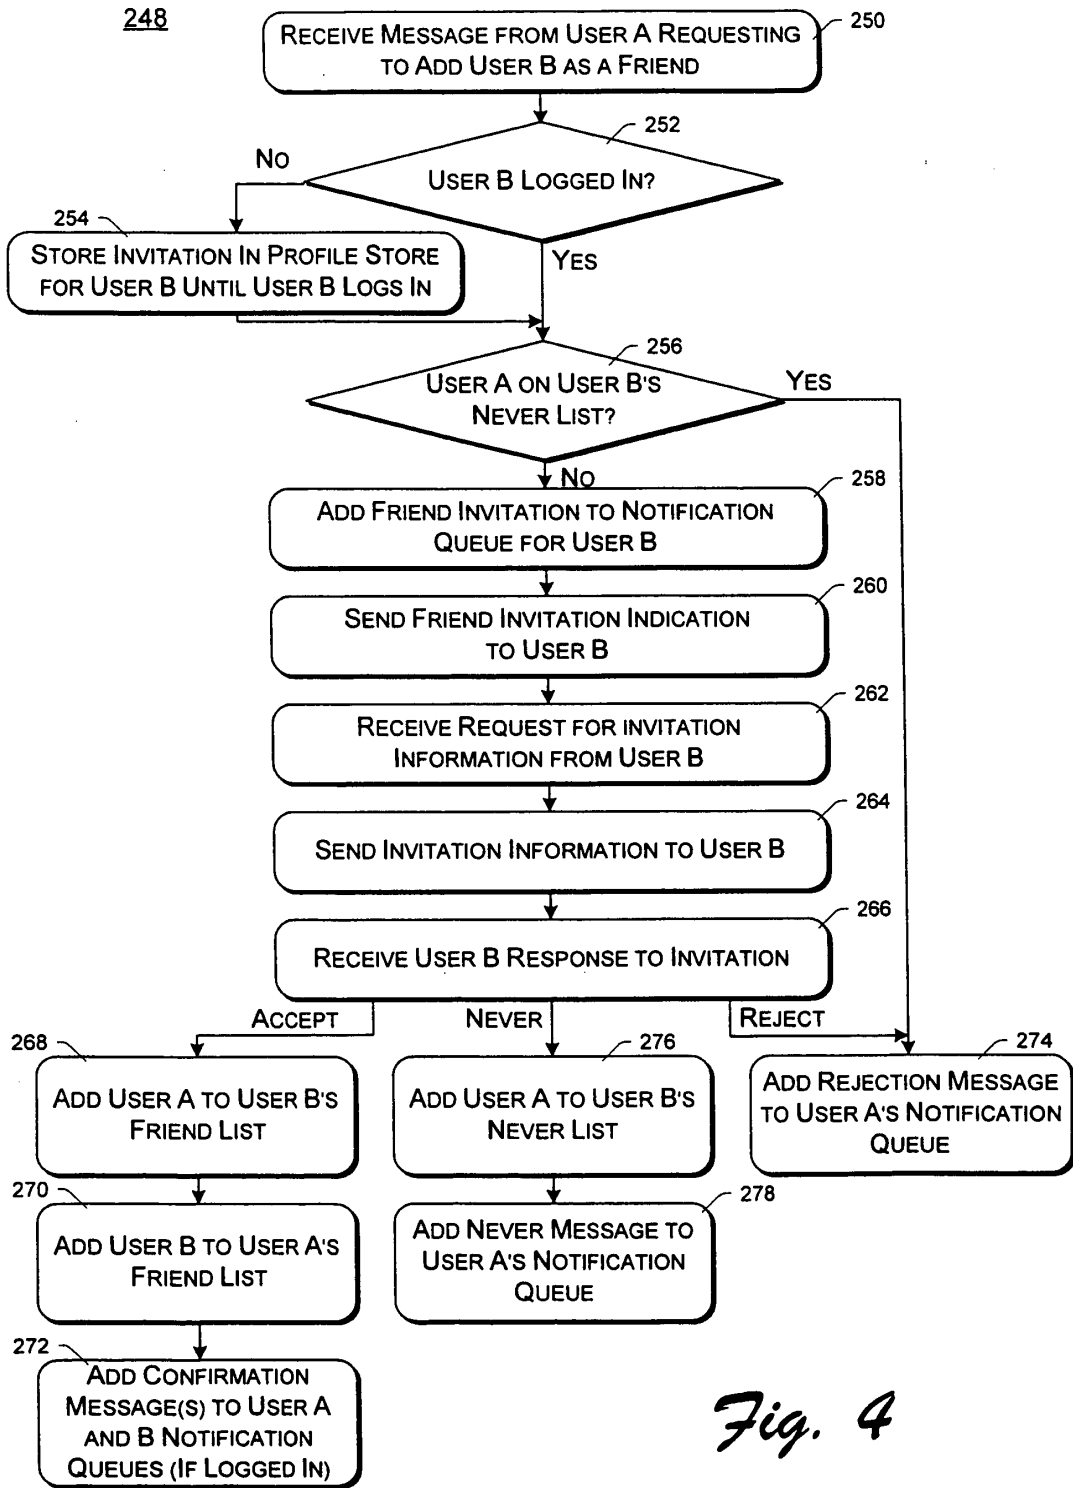 248
250
RECEIVE MESSAGE FROM USER A REQUESTING
TO ADD USER B AS A FRIEND
252
NO
USER B LOGGED IN?
254
STORE INVITATION IN PROFILE STORE
FOR USER B UNTIL USER B LOGS IN
YES
256
USER A ON USER B'S
NEVER LIST?
YES
NO
258
ADD FRIEND INVITATION TO NOTIFICATION
QUEUE FOR USER B
260
SEND FRIEND INVITATION INDICATION
TO USER B
262
RECEIVE REQUEST FOR INVITATION
INFORMATION FROM USER B
264
SEND INVITATION INFORMATION TO USER B
266
RECEIVE USER B RESPONSE TO INVITATION
ACCEPT
NEVER
REJECT
268
ADD USER A TO USER B'S
FRIEND LIST
276
ADD USER A TO USER B'S
NEVER LIST
274
ADD REJECTION MESSAGE
TO USER A'S NOTIFICATION
QUEUE
270
ADD USER B TO USER A'S
FRIEND LIST
278
ADD NEVER MESSAGE TO
USER A'S NOTIFICATION
QUEUE
272
ADD CONFIRMATION
MESSAGE(S) TO USER A
AND B NOTIFICATION
QUEUES (IF LOGGED IN)
Fig. 4